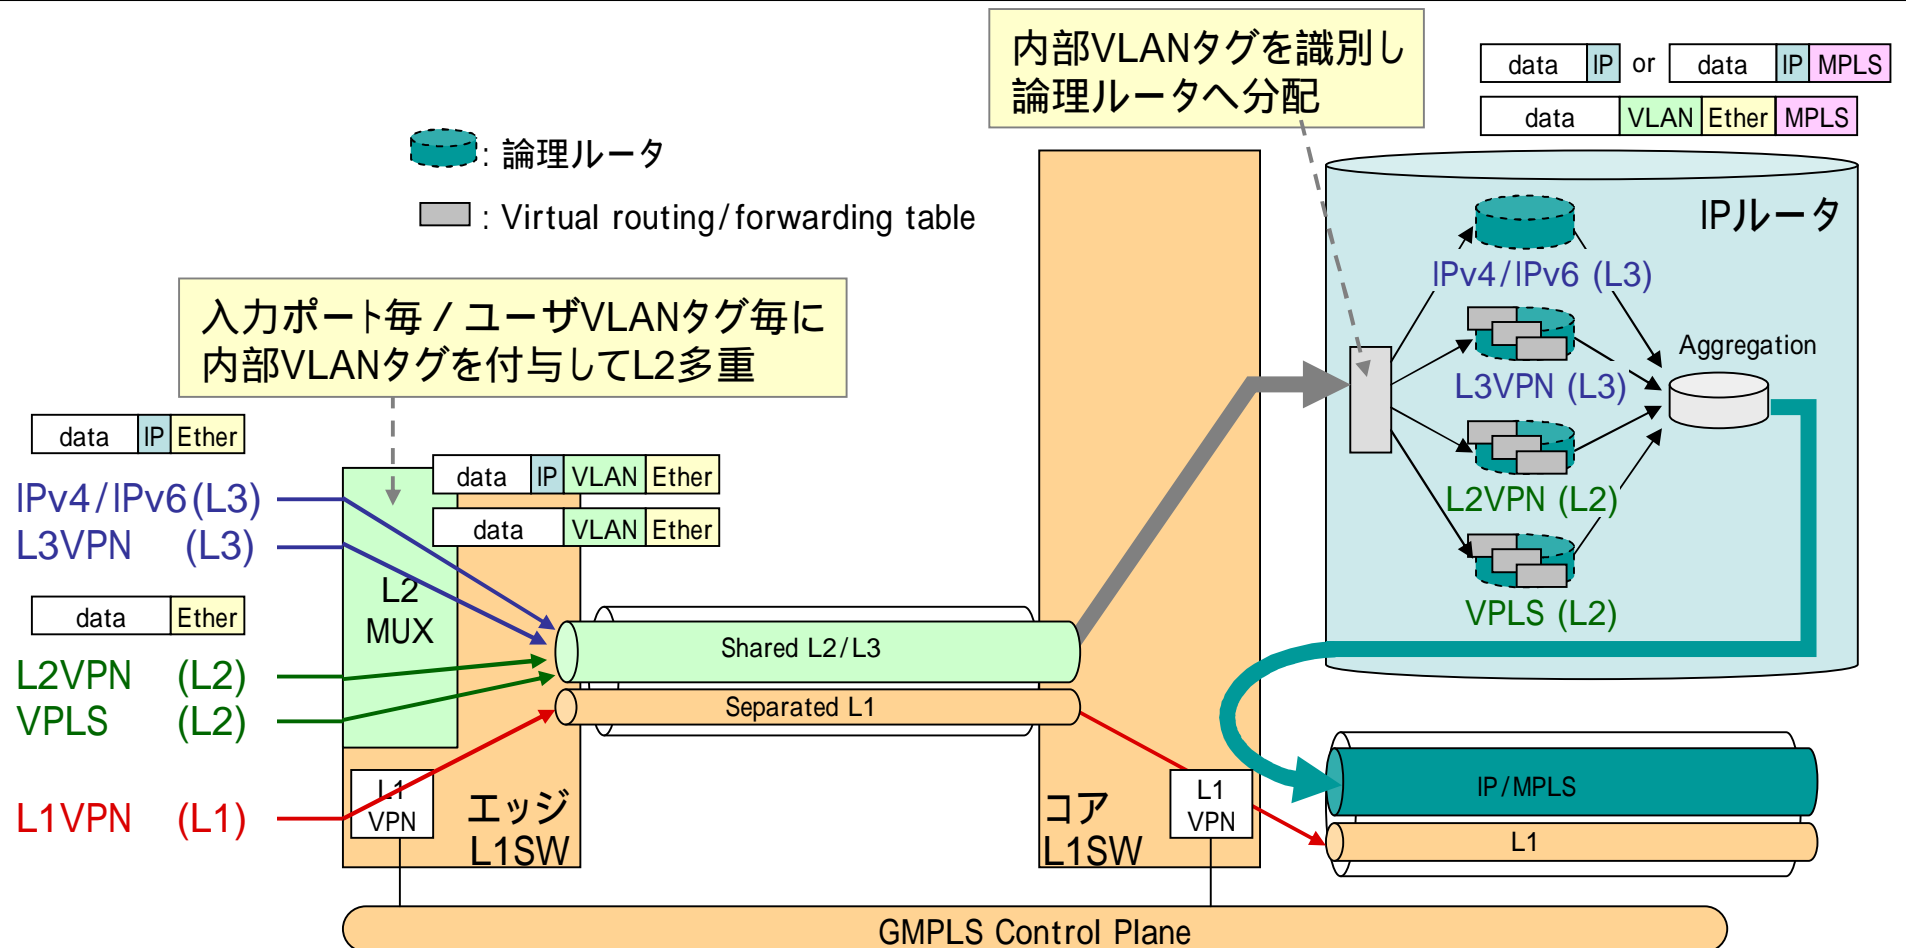 内部VLANタグを識別し
論理ルータへ分配
data IP or data IP MPLS
data VLAN Ether MPLS
: 論理ルータ
: Virtual routing/forwarding table
入力ポート毎/ユーザVLANタグ毎に
内部VLANタグを付与してL2多重
IPルータ
IPv4/IPv6 (L3)
Aggregation
L3VPN (L3)
L2VPN (L2)
VPLS (L2)
data IP Ether
data IP VLAN Ether
data VLAN Ether
IPv4/IPv6 (L3)
L3VPN (L3)
data Ether
L2VPN (L2)
VPLS (L2)
L1VPN (L1)
L2
MUX
Shared L2/L3
Separated L1
L1
VPN
エッジ
L1SW
コア
L1SW
L1
VPN
IP/MPLS
L1
GMPLS Control Plane